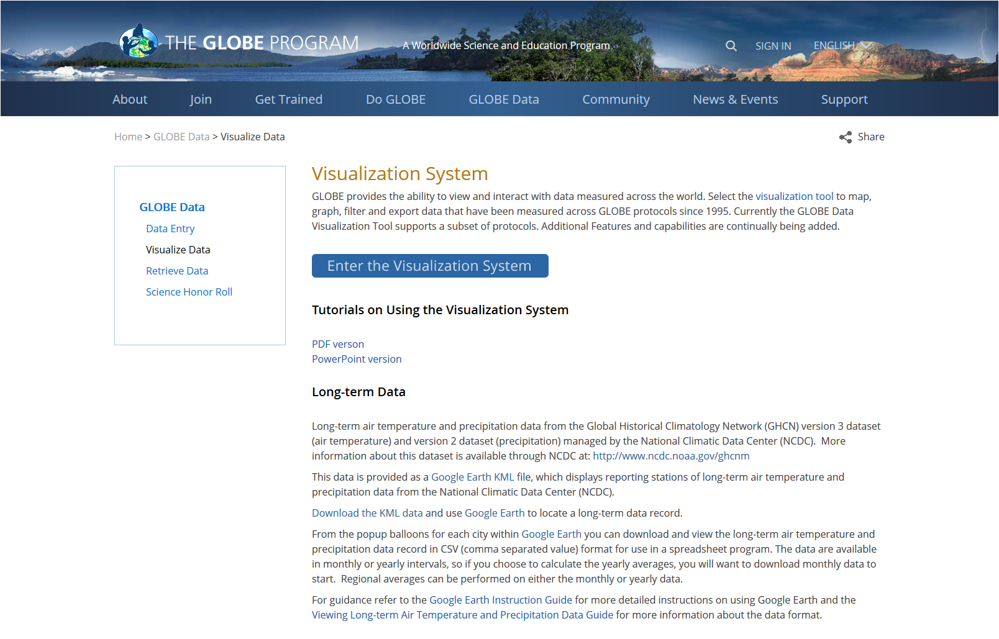 THE GLOBE PROGRAM
A Worldwide Science and Education Program
SIGN IN
ENGLISH
About
Join
Get Trained
Do GLOBE
GLOBE Data
Community
News & Events
Support
Home > GLOBE Data > Visualize Data
Share
GLOBE Data
Data Entry
Visualize Data
Retrieve Data
Science Honor Roll
Visualization System
GLOBE provides the ability to view and interact with data measured across the world. Select the visualization tool to map,
graph, filter and export data that have been measured across GLOBE protocols since 1995. Currently the GLOBE Data
Visualization Tool supports a subset of protocols. Additional Features and capabilities are continually being added.
Enter the Visualization System
Tutorials on Using the Visualization System
PDF verson
PowerPoint version
Long-term Data
Long-term air temperature and precipitation data from the Global Historical Climatology Network (GHCN) version 3 dataset
(air temperature) and version 2 dataset (precipitation) managed by the National Climatic Data Center (NCDC).  More
information about this dataset is available through NCDC at: http://www.ncdc.noaa.gov/ghcnm
This data is provided as a Google Earth KML file, which displays reporting stations of long-term air temperature and
precipitation data from the National Climatic Data Center (NCDC).
Download the KML data and use Google Earth to locate a long-term data record.
From the popup balloons for each city within Google Earth you can download and view the long-term air temperature and
precipitation data record in CSV (comma separated value) format for use in a spreadsheet program. The data are available
in monthly or yearly intervals, so if you choose to calculate the yearly averages, you will want to download monthly data to
start.  Regional averages can be performed on either the monthly or yearly data.
For guidance refer to the Google Earth Instruction Guide for more detailed instructions on using Google Earth and the
Viewing Long-term Air Temperature and Precipitation Data Guide for more information about the data format.